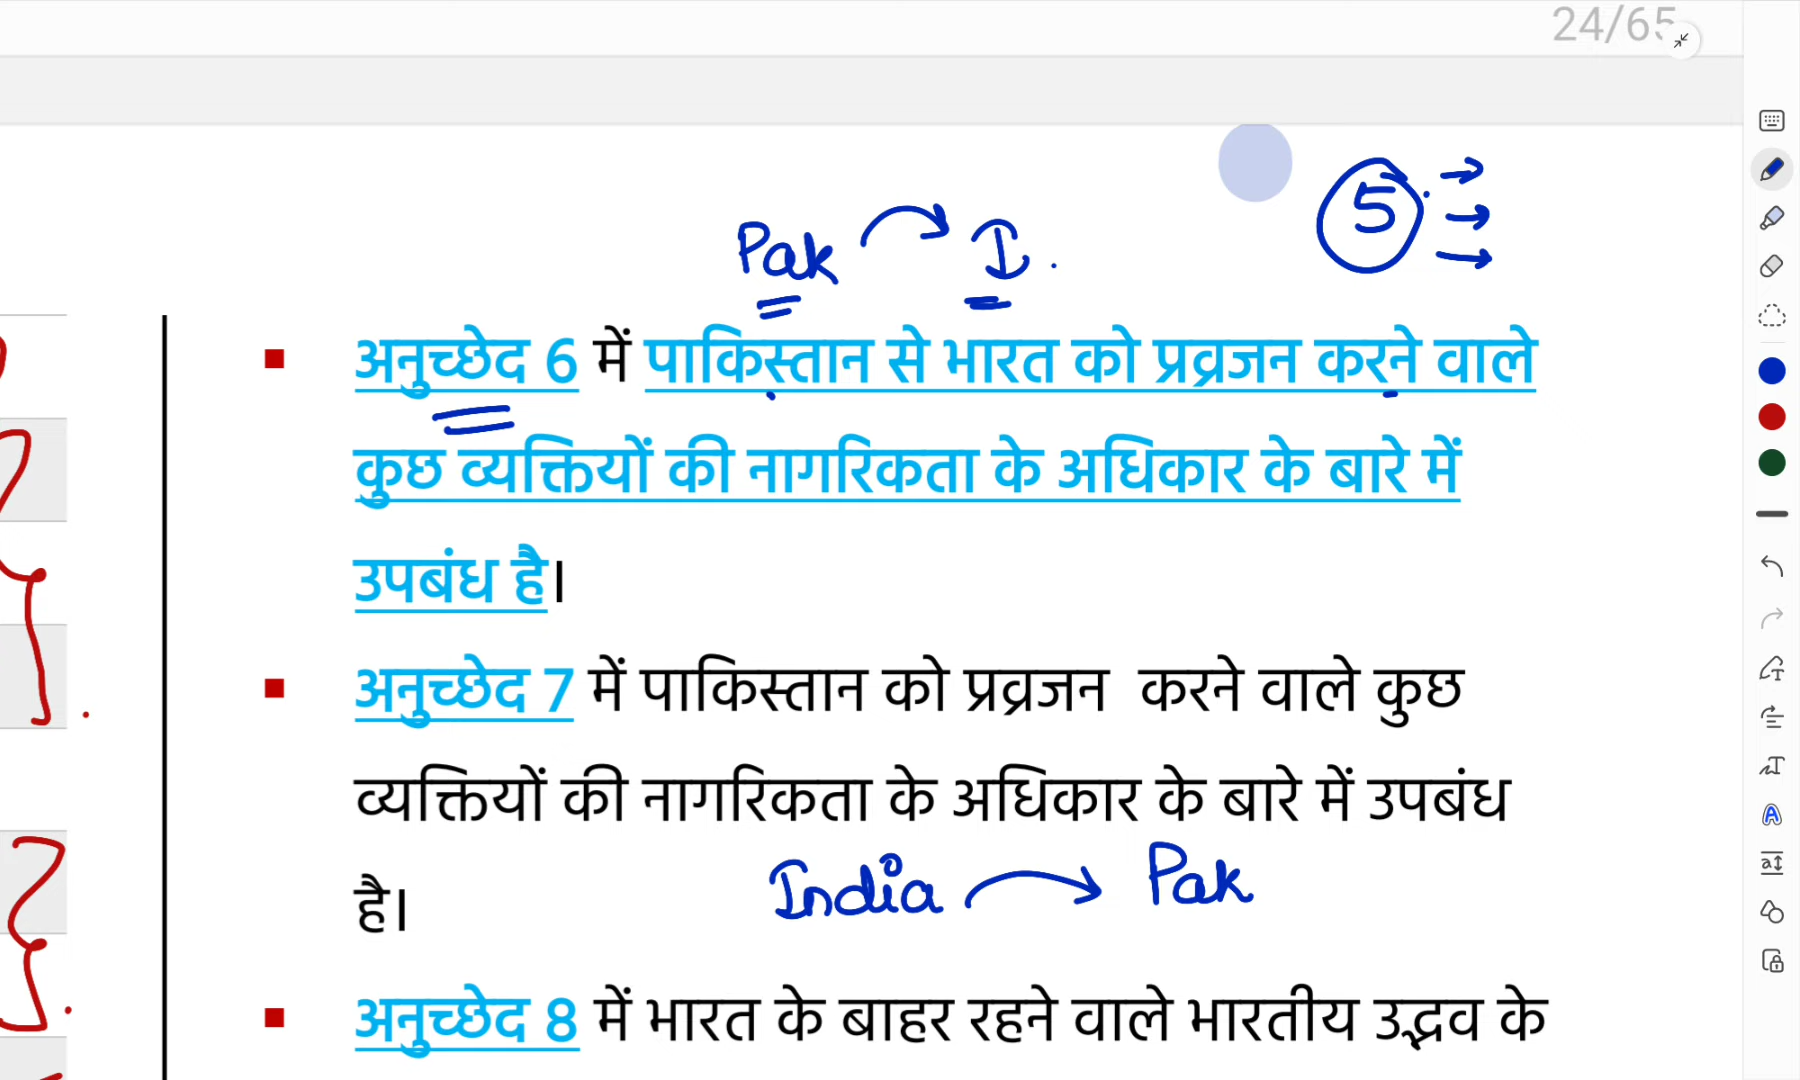 24/65
5
Pak I.
अनुच्छेद 6 में पाकिस्तान से भारत को प्रव्रजन करने वाले
कुछ व्यक्तियों की नागरिकता के अधिकार के बारे में
उपबंध है।
अनुच्छेद 7 में पाकिस्तान को प्रव्रजन करने वाले कुछ
व्यक्तियों की नागरिकता के अधिकार के बारे में उपबंध
है।
India Pak
अनुच्छेद 8 में भारत के बाहर रहने वाले भारतीय उद्भव के